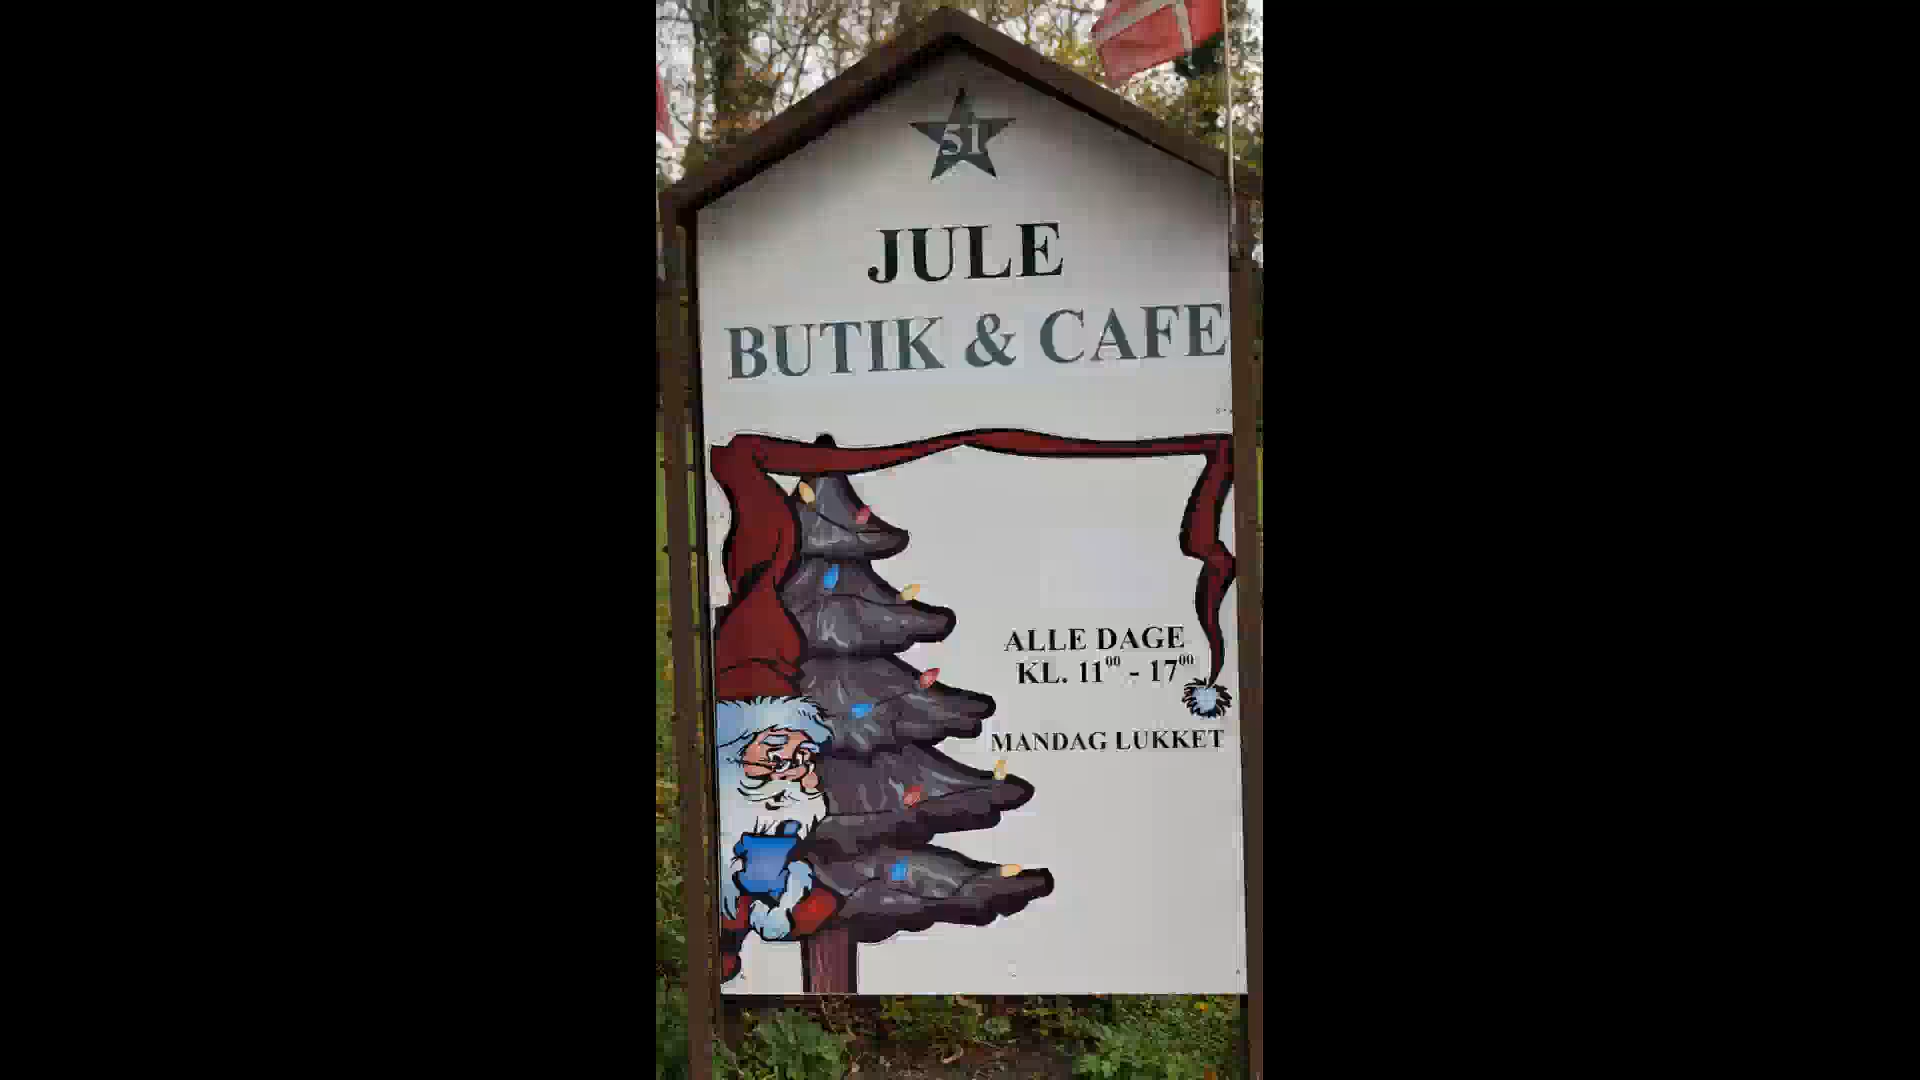 51
JULE
BUTIK & CAFE
ALLE DAGE
KL. 11⁰⁰ - 17⁰⁰
MANDAG LUKKET